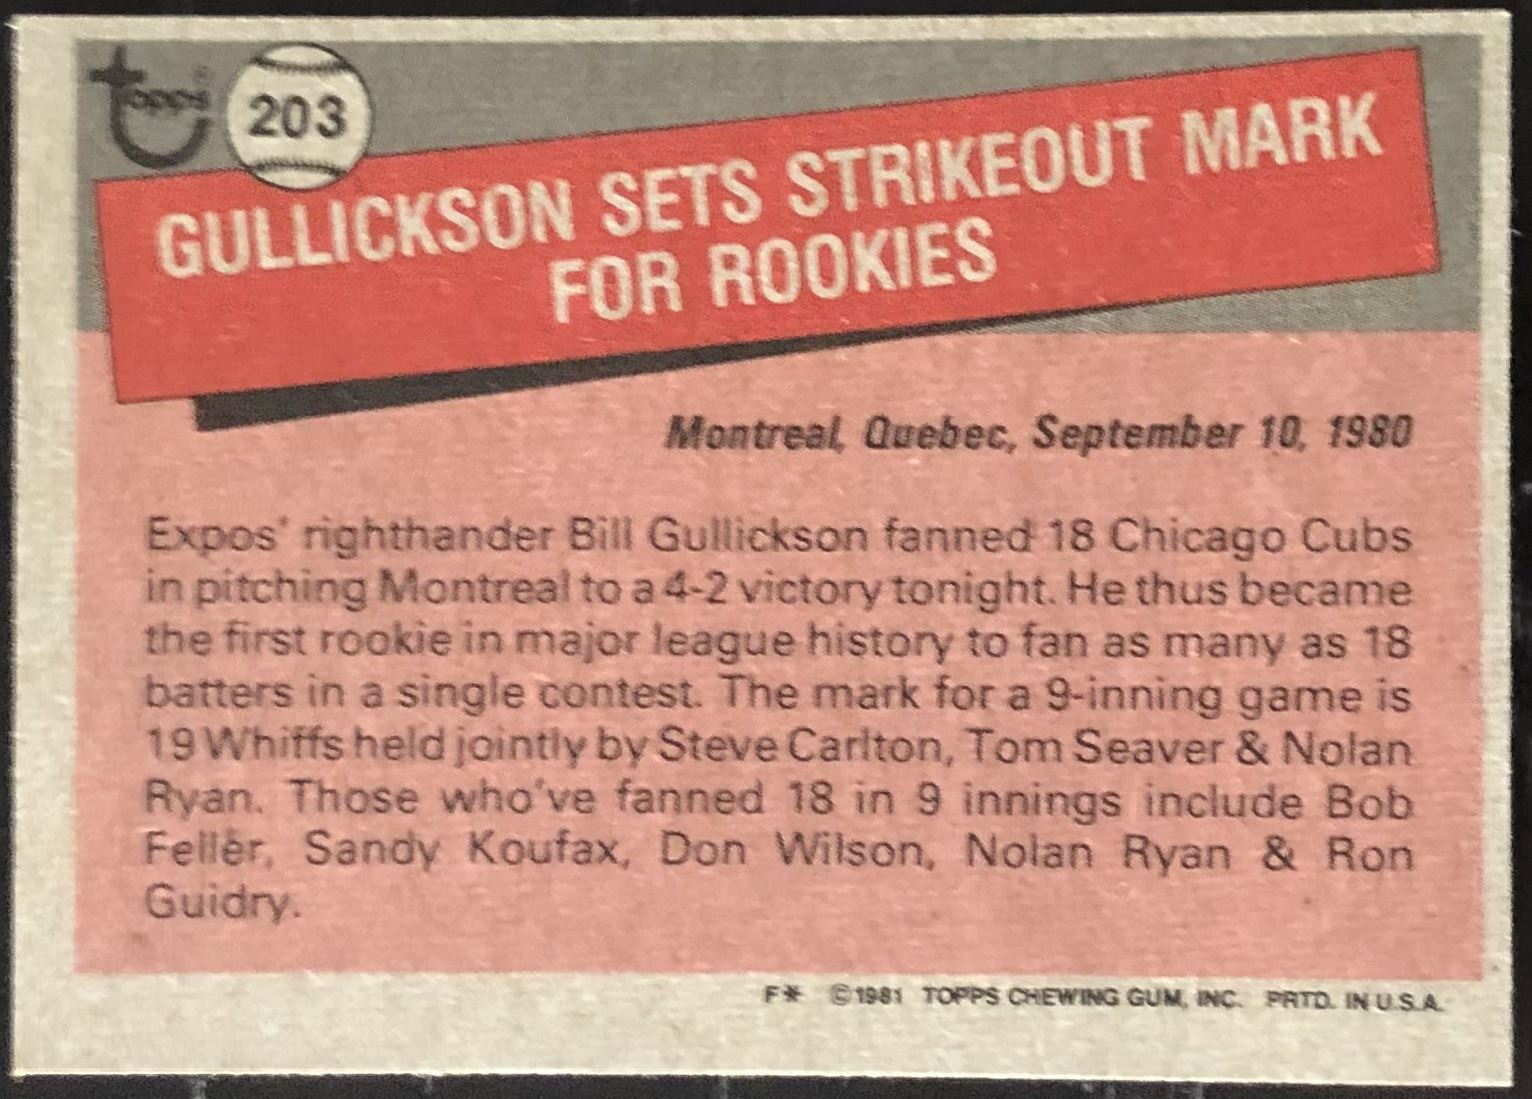 Topps®
203
GULLICKSON SETS STRIKEOUT MARK
FOR ROOKIES
Montreal, Quebec, September 10, 1980
Expos' righthander Bill Gullickson fanned 18 Chicago Cubs
in pitching Montreal to a 4-2 victory tonight. He thus became
the first rookie in major league history to fan as many as 18
batters in a single contest. The mark for a 9-inning game is
19 Whiffs held jointly by Steve Carlton, Tom Seaver & Nolan
Ryan. Those who've fanned 18 in 9 innings include Bob
Feller, Sandy Koufax, Don Wilson, Nolan Ryan & Ron
Guidry.
F* ©1981 TOPPS CHEWING GUM, INC. PRTD. IN U.S.A.